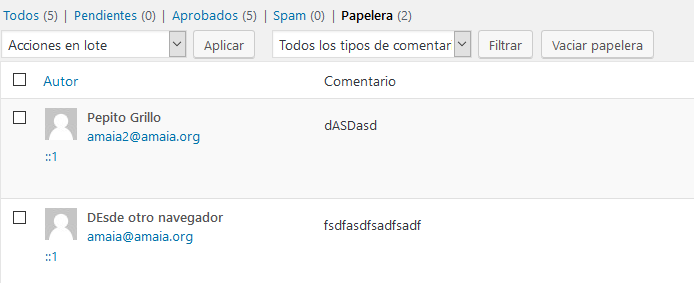 Todos (5) | Pendientes (0) | Aprobados (5) | Spam (0) | Papelera (2)
Acciones en lote Aplicar Todos los tipos de comentar Filtrar Vaciar papelera
Autor Comentario
Pepito Grillo
amaia2@amaia.org dASDasd
::1
DEsde otro navegador
amaia@amaia.org fsdfasdfsadfsadf
::1